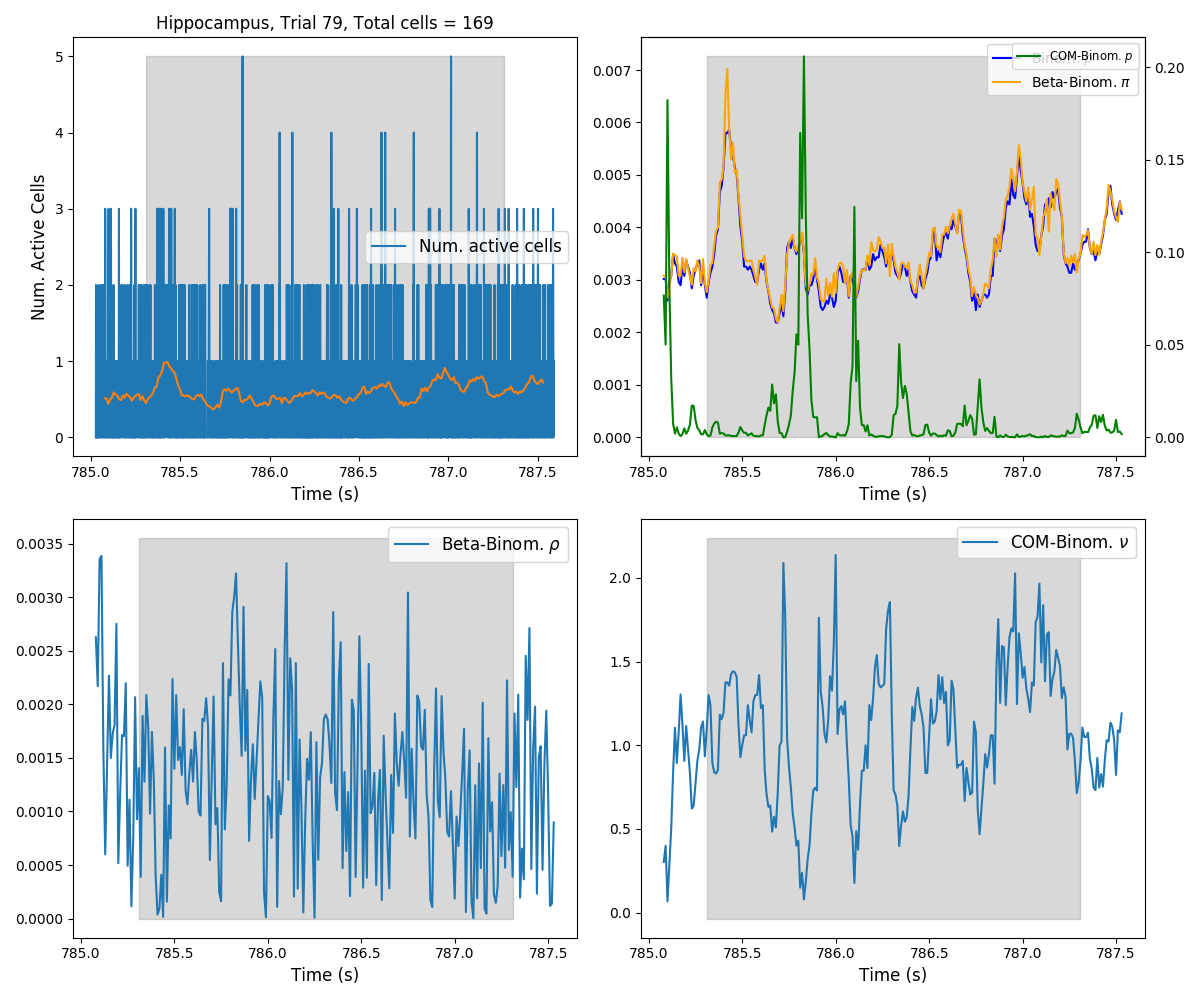 Hippocampus, Trial 79, Total cells = 169
5
4
3
2
1
0
Num. Active Cells
Num. active cells
785.0 785.5 786.0 786.5 787.0 787.5
Time (s)
0.007
0.006
0.005
0.004
0.003
0.002
0.001
0.000
COM-Binom. p
Beta-Binom. π
0.20
0.15
0.10
0.05
0.00
785.0 785.5 786.0 786.5 787.0 787.5
Time (s)
0.0035
0.0030
0.0025
0.0020
0.0015
0.0010
0.0005
0.0000
Beta-Binom. ρ
785.0 785.5 786.0 786.5 787.0 787.5
Time (s)
2.0
1.5
1.0
0.5
0.0
COM-Binom. ν
785.0 785.5 786.0 786.5 787.0 787.5
Time (s)